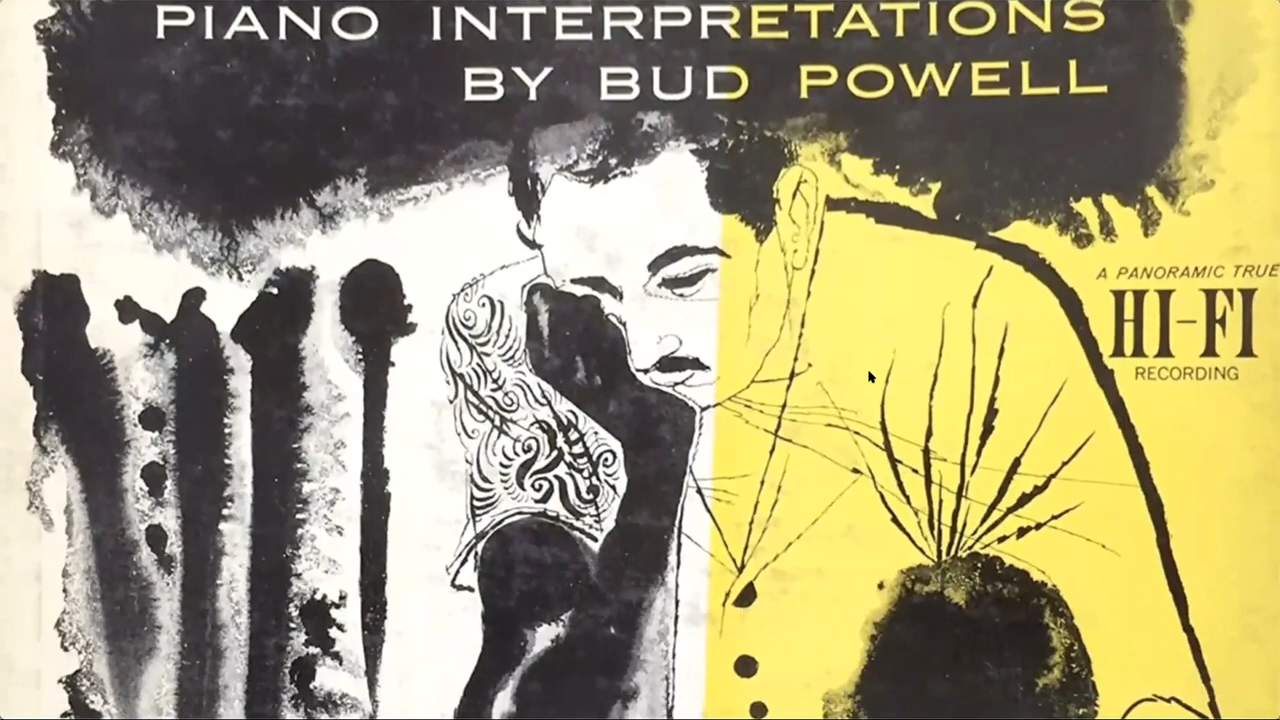 PIANO INTERPRETATIONS
BY BUD POWELL
A PANORAMIC TRUE
HI-FI
RECORDING